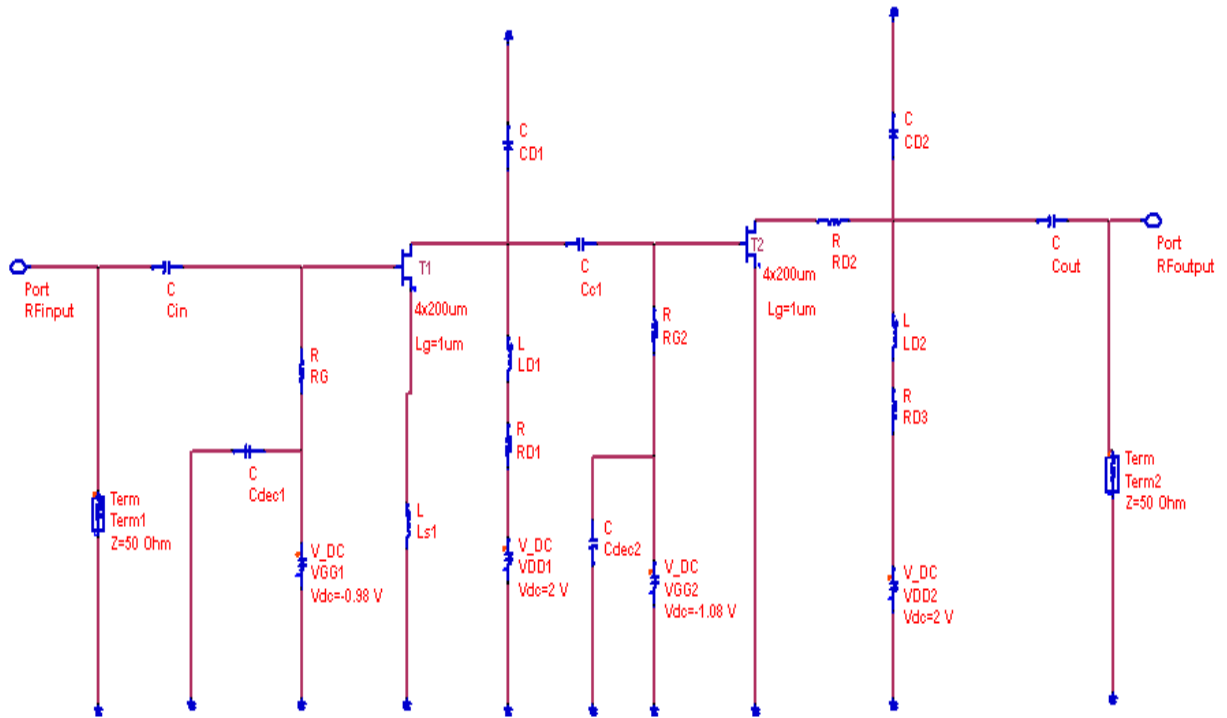 C
CD1
C
CD2
Port
RFinput
C
Cin
T1
4x200um
Lg=1um
C
Cc1
T2
4x200um
Lg=1um
R
RD2
C
Cout
Port
RFoutput
R
RG
L
LD1
R
RG2
L
LD2
R
RD1
R
RD3
Term
Term1
Z=50 Ohm
C
Cdec1
L
Ls1
C
Cdec2
Term
Term2
Z=50 Ohm
V_DC
VGG1
Vdc=-0.98 V
V_DC
VDD1
Vdc=2 V
V_DC
VGG2
Vdc=-1.08 V
V_DC
VDD2
Vdc=2 V